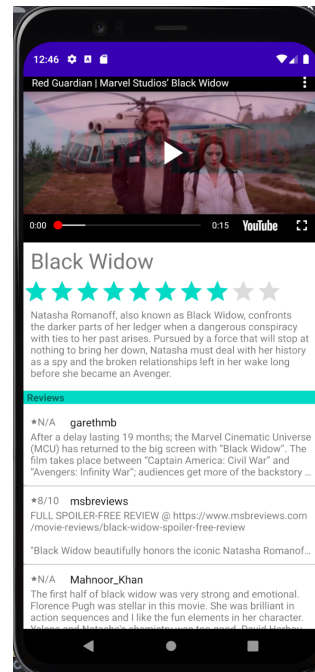 12:46
Red Guardian | Marvel Studios' Black Widow
0:00
0:15
YouTube
Black Widow
Natasha Romanoff, also known as Black Widow, confronts
the darker parts of her ledger when a dangerous conspiracy
with ties to her past arises. Pursued by a force that will stop at
nothing to bring her down, Natasha must deal with her history
as a spy and the broken relationships left in her wake long
before she became an Avenger.
Reviews
★N/A garethmb
After a delay lasting 19 months; the Marvel Cinematic Universe
(MCU) has returned to the big screen with “Black Widow”. The
film takes place between “Captain America: Civil War” and
“Avengers: Infinity War”; audiences get more of the backstory ...
★8/10 msbreviews
FULL SPOILER-FREE REVIEW @ https://www.msbreviews.com
/movie-reviews/black-widow-spoiler-free-review
"Black Widow beautifully honors the iconic Natasha Romanof...
★N/A Mahnoor_Khan
The first half of black widow was very strong and emotional.
Florence Pugh was stellar in this movie. She was brilliant in
action sequences and I like the fun elements in her character.